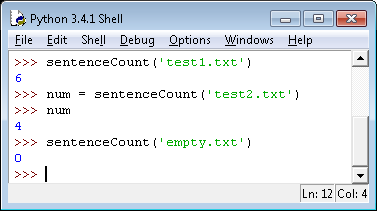 Python 3.4.1 Shell
File Edit Shell Debug Options Windows Help
>>> sentenceCount('test1.txt')
6
>>> num = sentenceCount('test2.txt')
>>> num
4
>>> sentenceCount('empty.txt')
0
>>>
Ln: 12 Col: 4